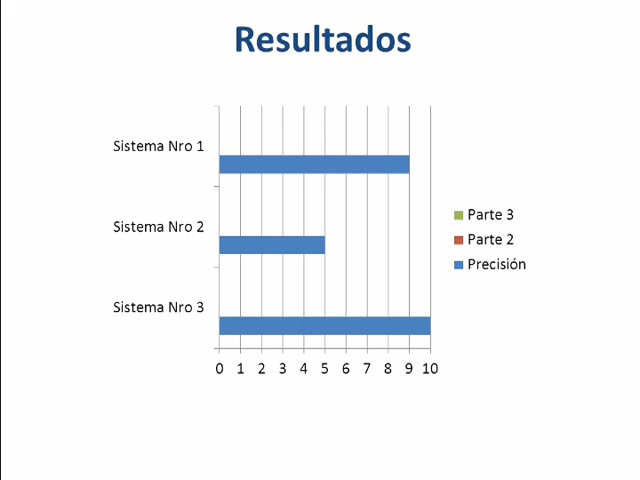 Resultados
Sistema Nro 1
Sistema Nro 2
Sistema Nro 3
Parte 3
Parte 2
Precisión
0 1 2 3 4 5 6 7 8 9 10